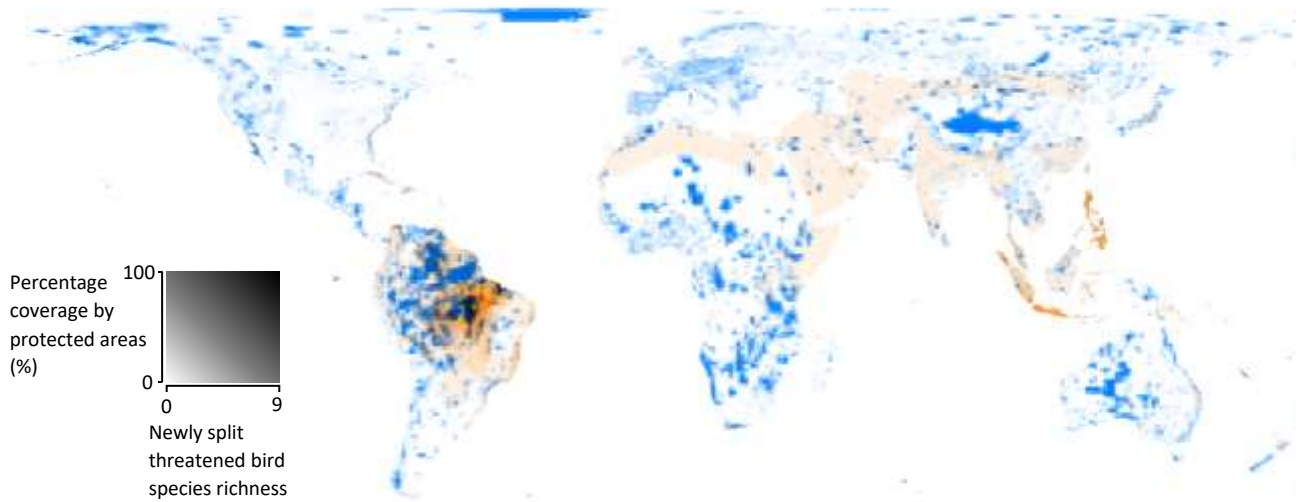 Percentage
coverage by
protected areas
(%)
100
0
0
9
Newly split
threatened bird
species richness